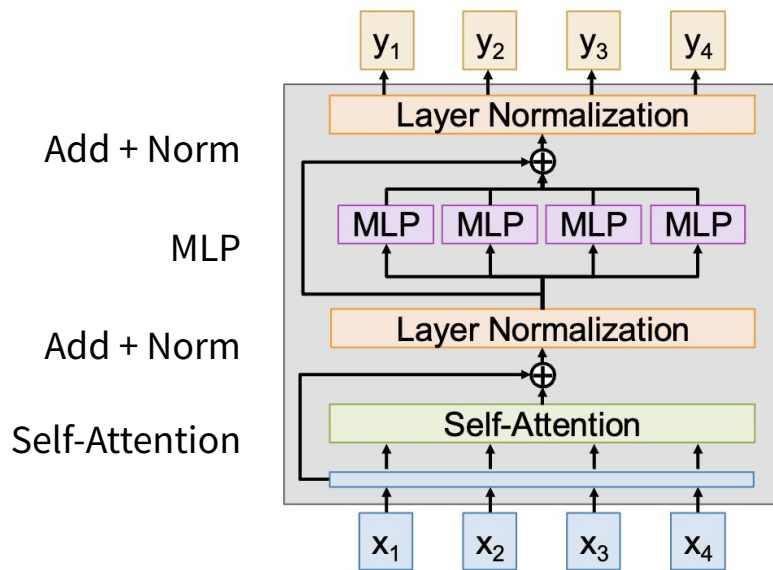 y1 y2 y3 y4
Layer Normalization
Add + Norm
MLP MLP MLP MLP
MLP
Layer Normalization
Add + Norm
Self-Attention
Self-Attention
x1 x2 x3 x4